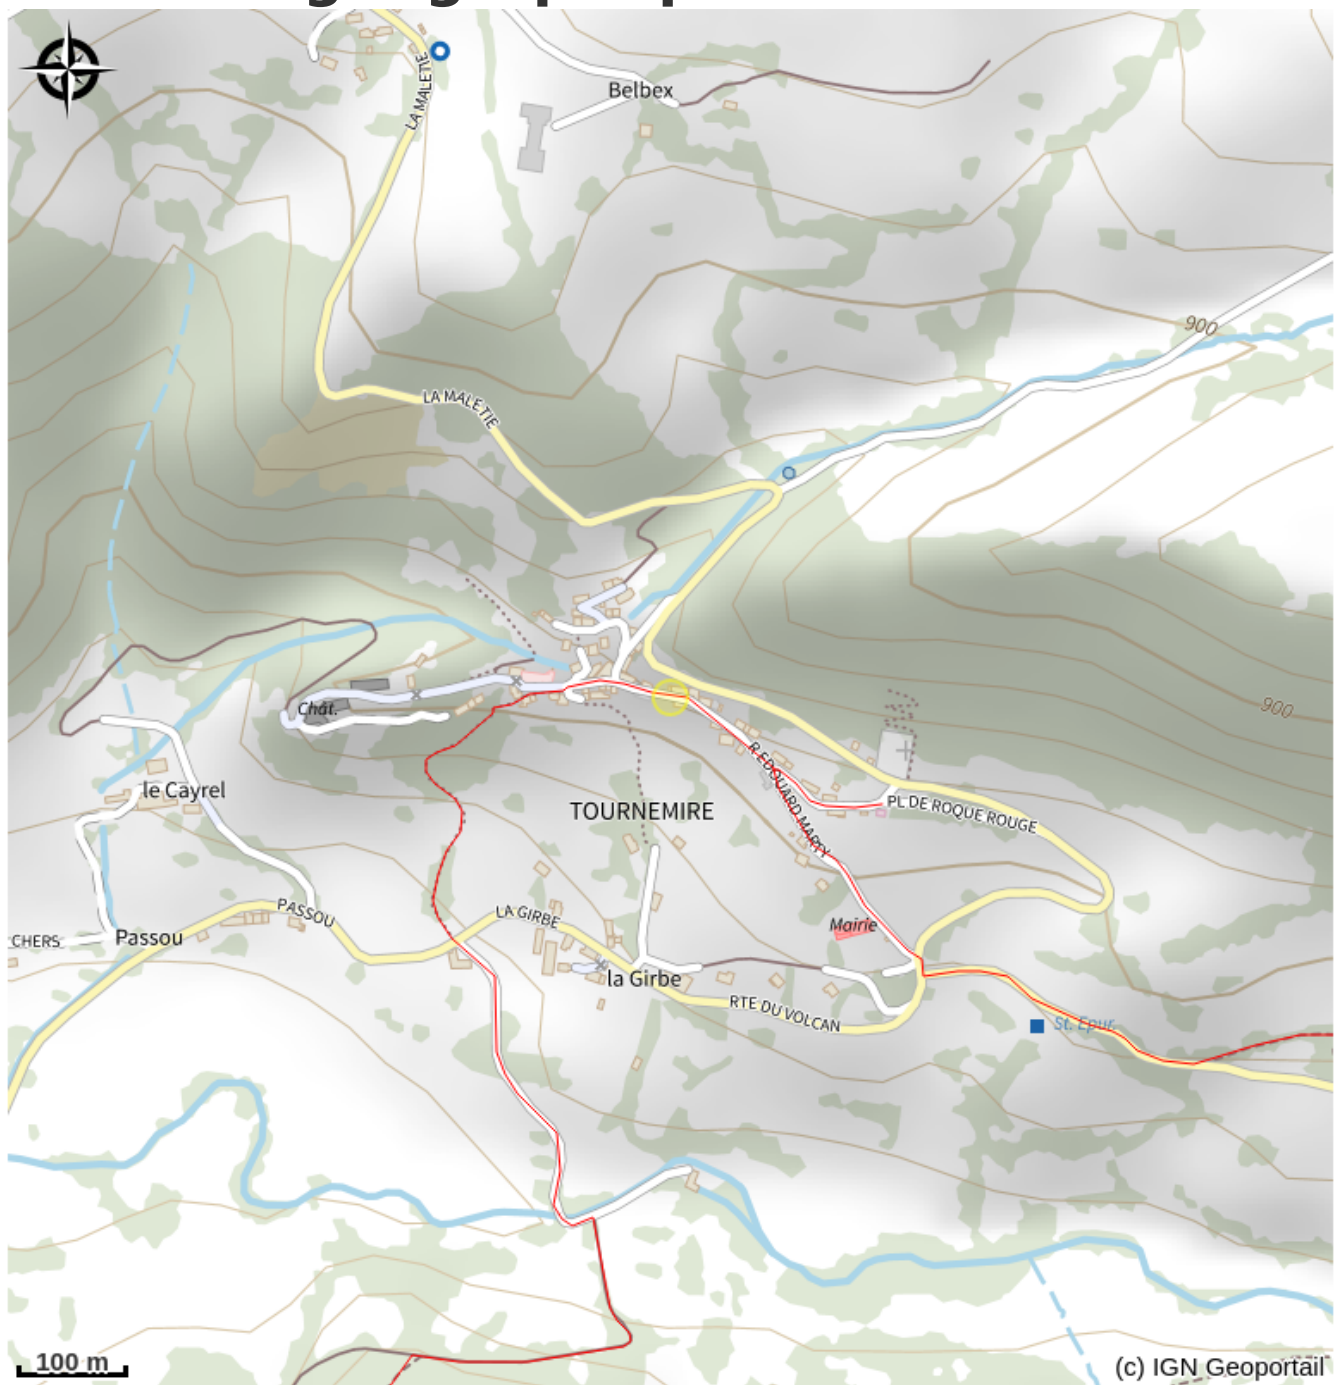 LA MALETIE
Belbex
900
LA MALETIE
900
Chât.
le Cayrel
TOURNEMIRE
R EDOUARD MARTY
PL DE ROQUE ROUGE
PASSOU
LA GIRBE
Mairie
CHERS
Passou
la Girbe
RTE DU VOLCAN
St. Epur.
100 m
(c) IGN Geoportail